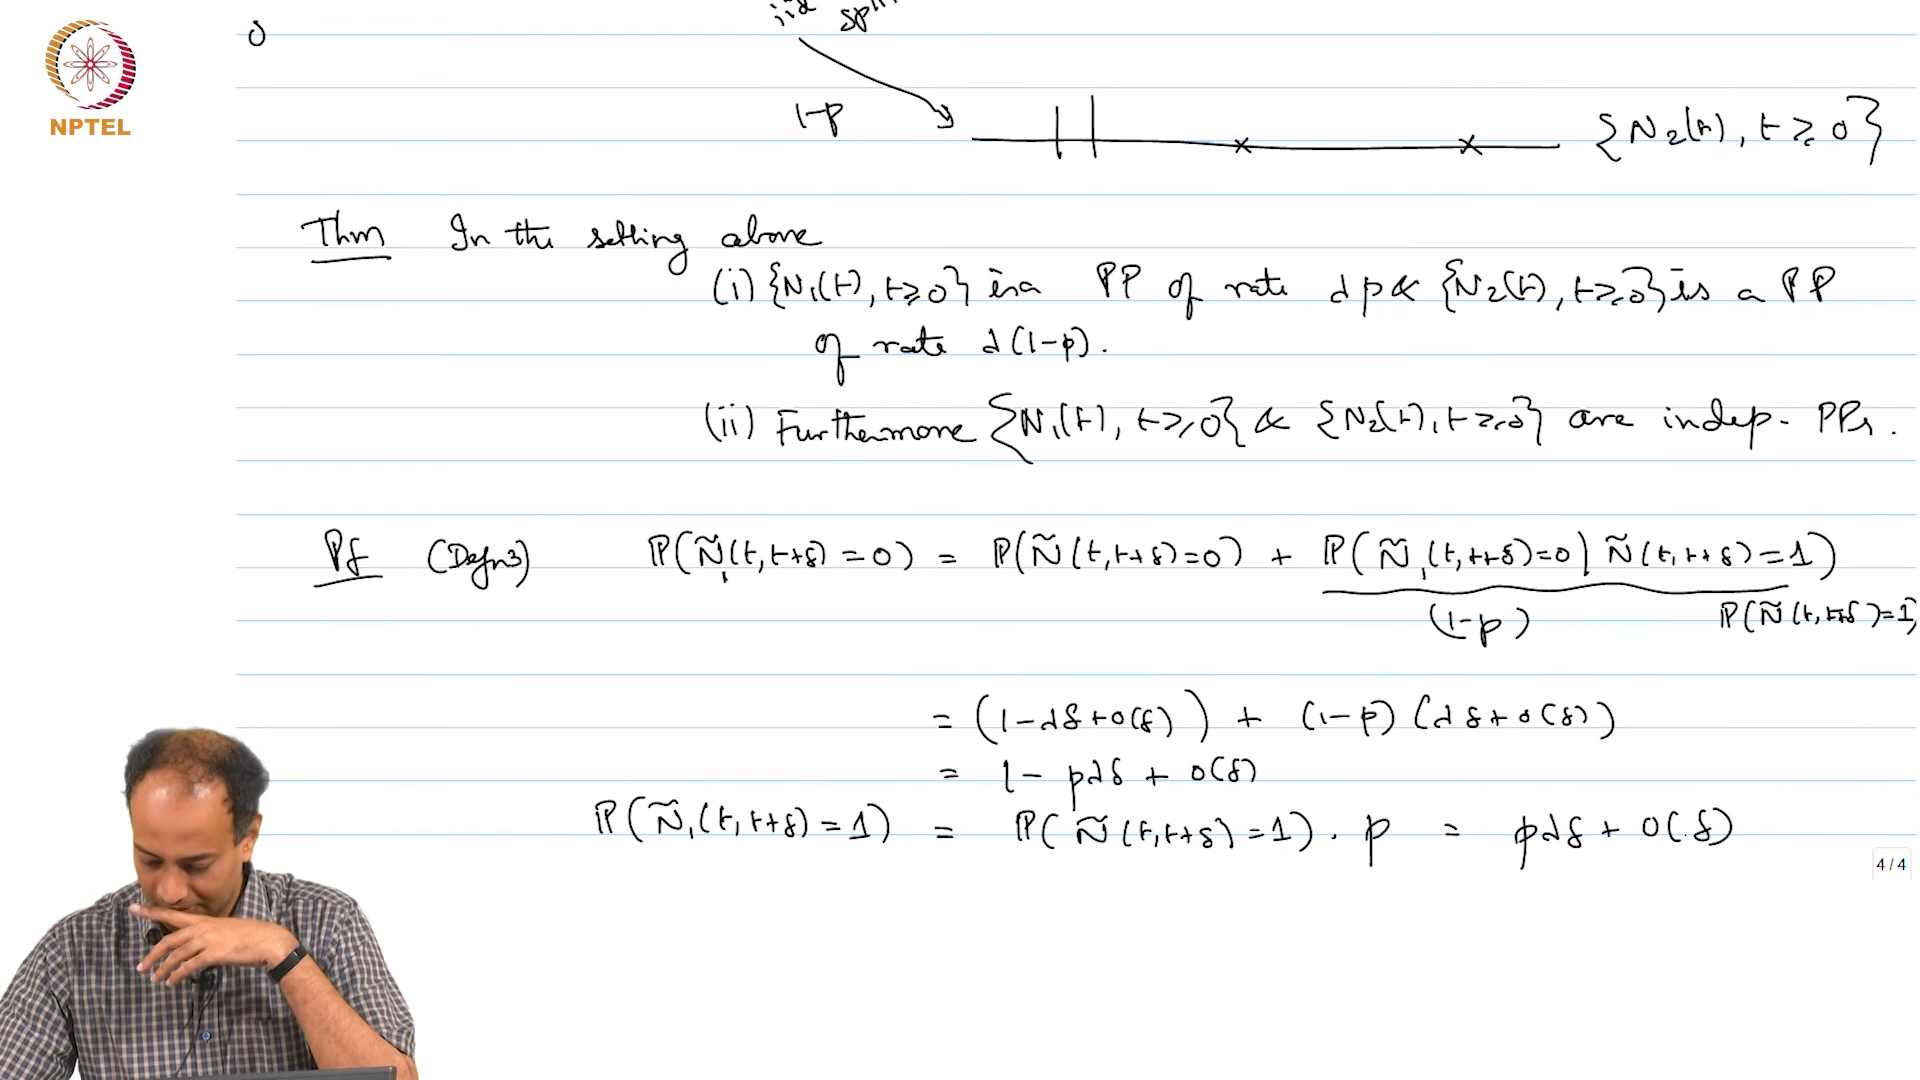 iid
0
NPTEL
1-p
{N₂(t), t ≥ 0}
Thm In the setting above
(i) {N₁(t), t ≥ 0} is a PP of rate λp & {N₂(t), t ≥ 0} is a PP
of rate λ(1-p).
(ii) Furthermore {N₁(t), t ≥ 0} & {N₂(t), t ≥ 0} are indep. PPs.
Pf (Defn3) ℙ(Ñ₁(t, t+δ) = 0) = ℙ(Ñ(t, t+δ) = 0) + ℙ(Ñ₁(t, t+δ) = 0 | Ñ(t, t+δ) = 1)
(1-p) ℙ(Ñ(t, t+δ) = 1)
= (1 - λδ + o(δ)) + (1-p)(λδ + o(δ))
= 1 - pλδ + o(δ)
ℙ(Ñ₁(t, t+δ) = 1) = ℙ(Ñ(t, t+δ) = 1) . p = pλδ + o(δ)
4 / 4